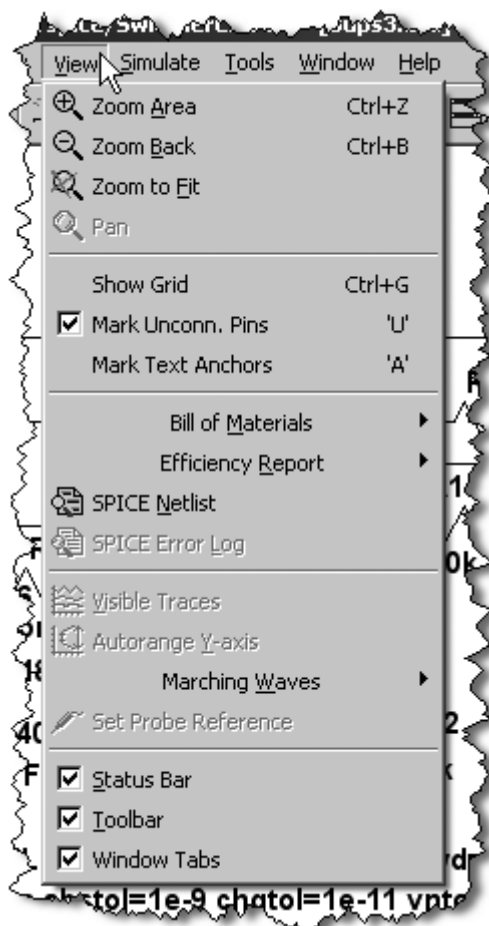 View Simulate Tools Window Help
Zoom Area Ctrl+Z
Zoom Back Ctrl+B
Zoom to Fit
Pan
Show Grid Ctrl+G
Mark Unconn. Pins 'U'
Mark Text Anchors 'A'
Bill of Materials
Efficiency Report
SPICE Netlist
SPICE Error Log
Visible Traces
Autorange Y-axis
Marching Waves
Set Probe Reference
Status Bar
Toolbar
Window Tabs
chgtol=1e-11